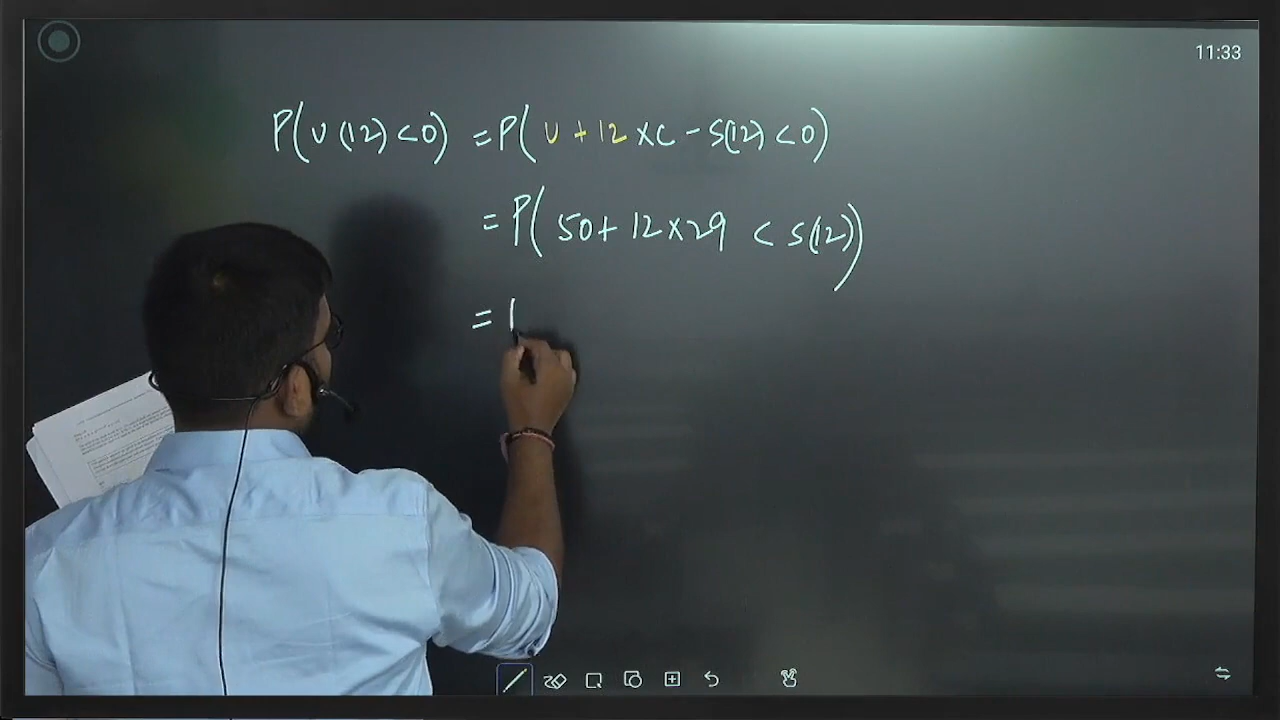 11:33
P(U(12)<0) = P(U+12×C-S(12)<0)
= P(50+12×29 < S(12))
=